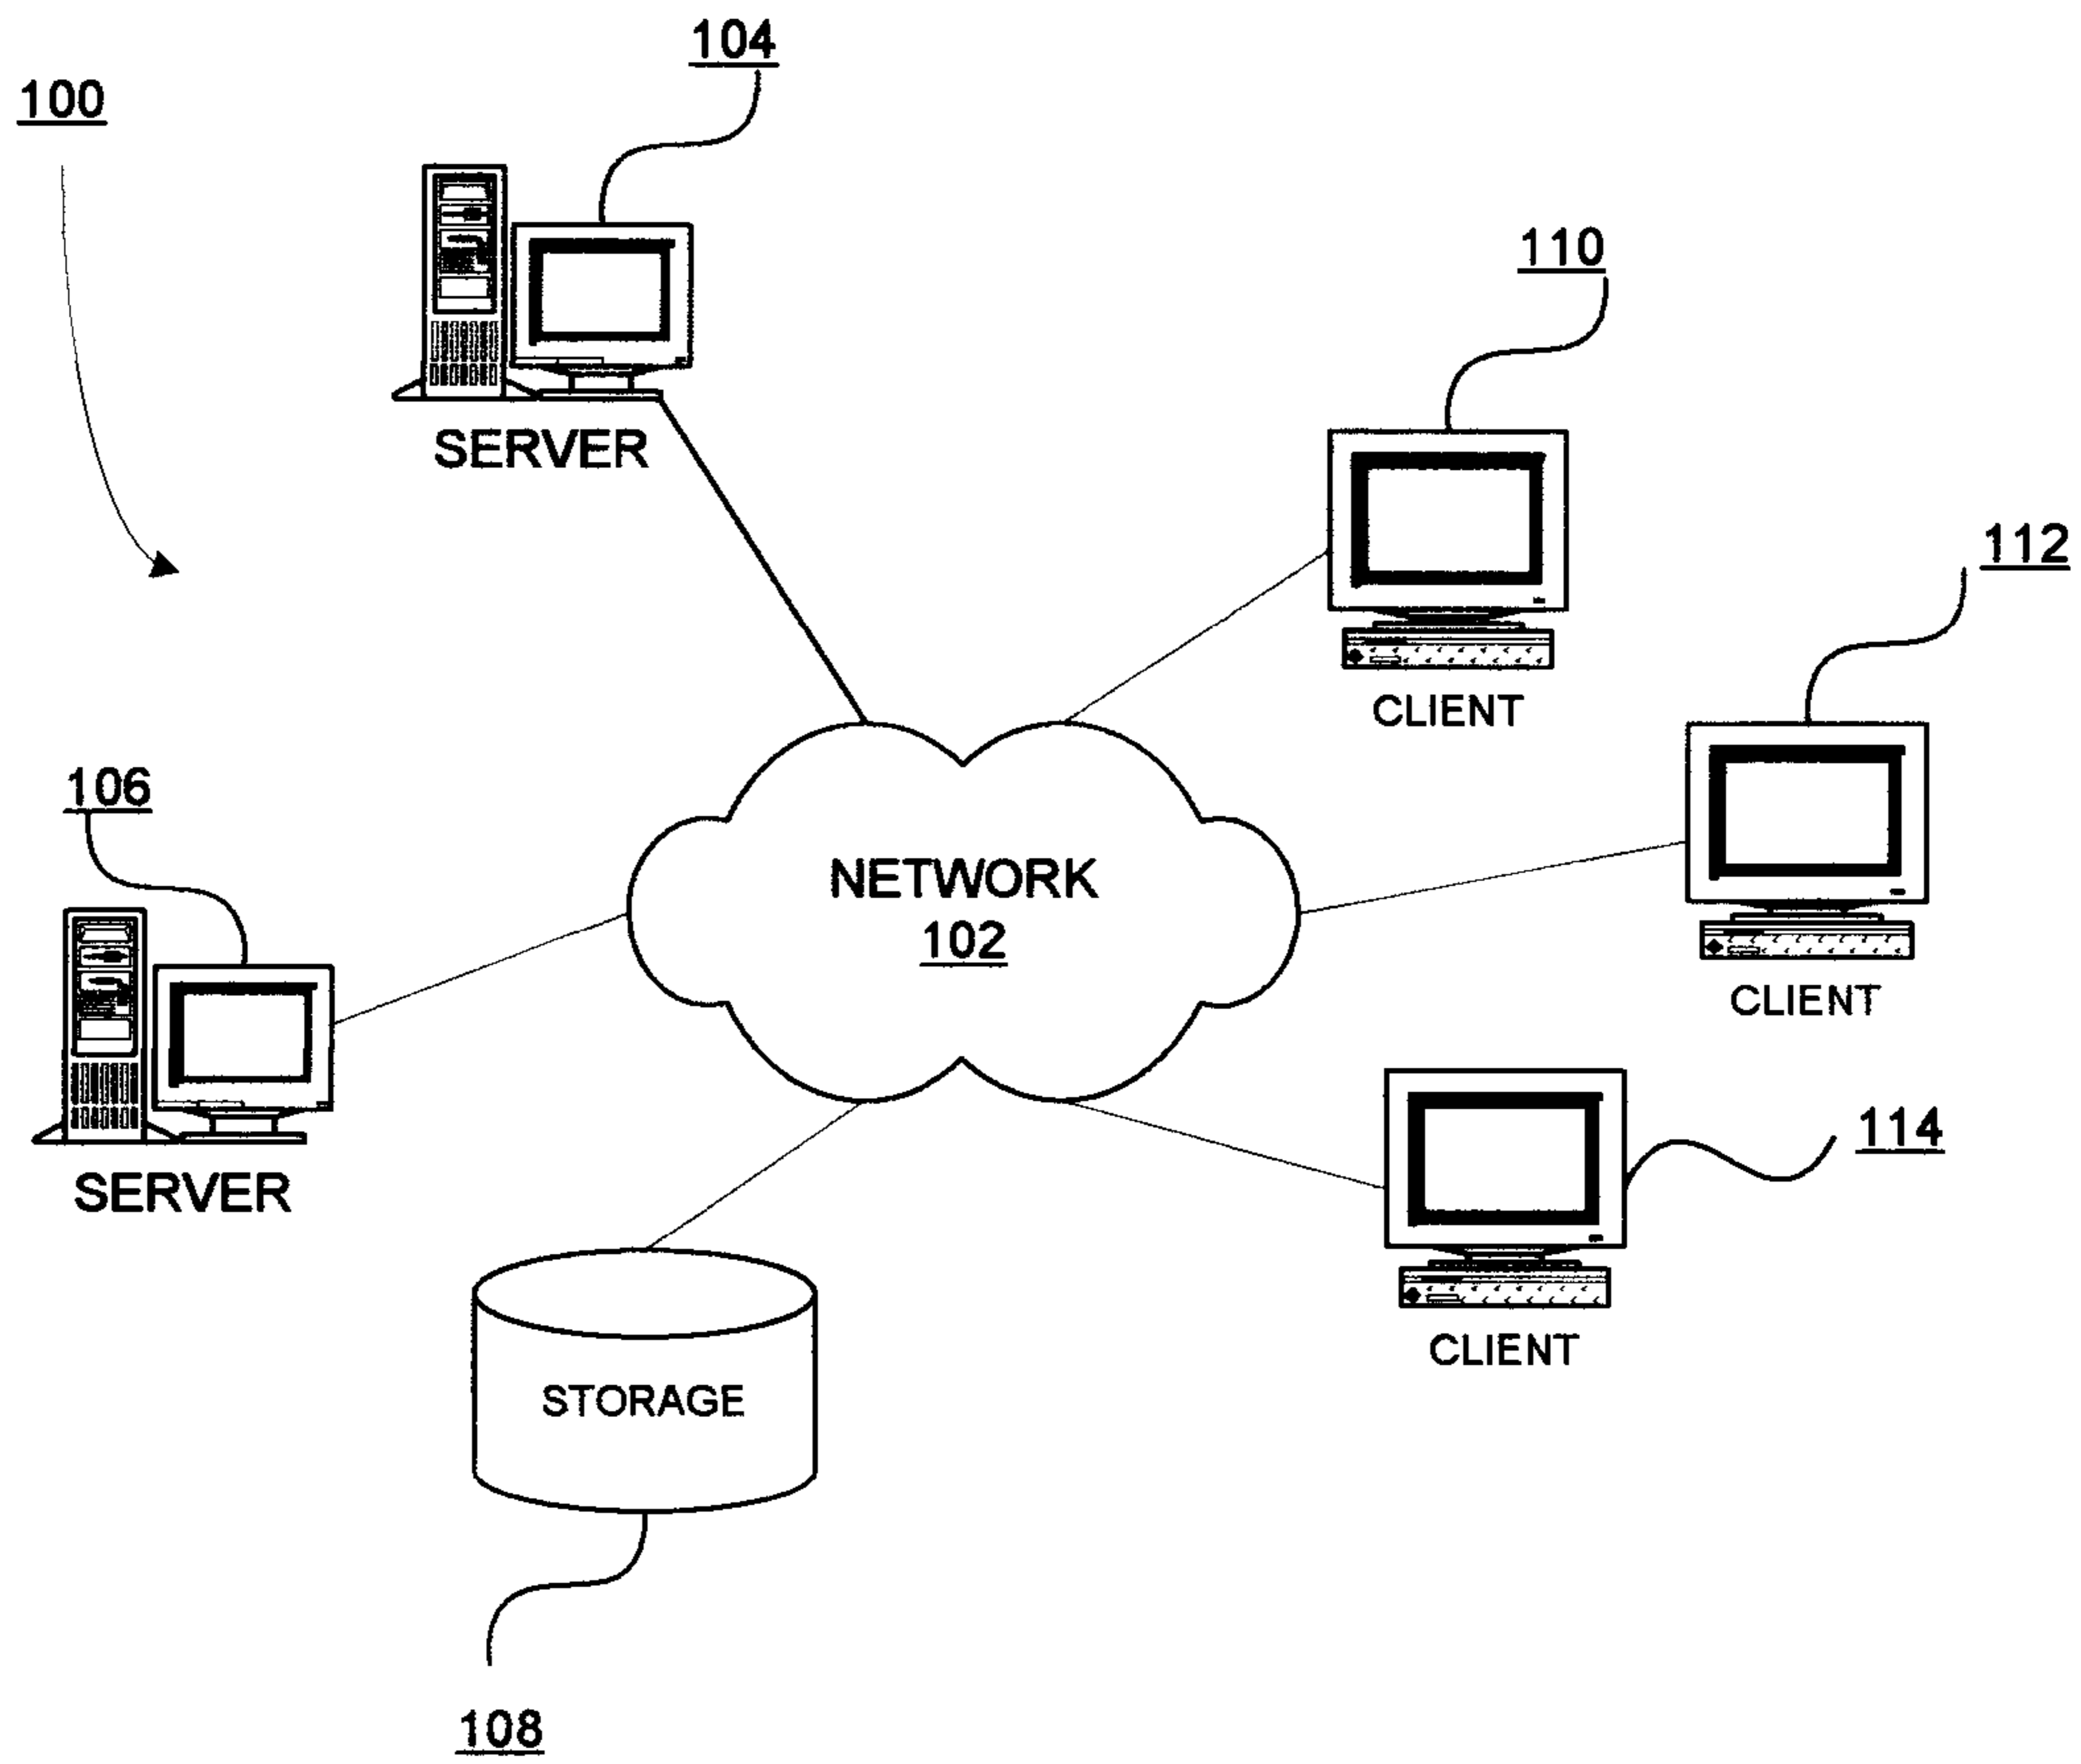 104
100
SERVER
110
112
CLIENT
106
NETWORK
102
CLIENT
114
SERVER
CLIENT
STORAGE
108